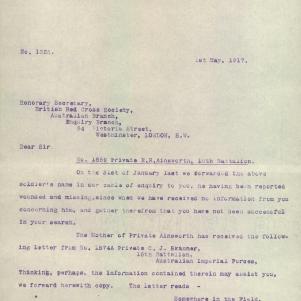 No. 1321.
1st May, 1917.
Honorary Secretary,
British Red Cross Society,
Australian Branch,
Enquiry Branch,
54 Victoria Street,
Westminster, LONDON, S.W.
Dear Sir
No. 1859 Private E.R.Ainsworth, 10th Battalion.
On the 31st of January last we forwarded the above
soldier's name in our cable of enquiry to you, he having been reported
wounded and missing, since when we have received no information from you
concerning him, and gather therefrom that you have not been successful
in your search.
The Mother of Private Ainsworth has received the follow-
ing letter from No. 1874A Private C. J. Skanner,
10th Battalion,
Australian Imperial Forces,
Thinking, perhaps, the information contained therein may assist you,
we forward herewith copy. The letter reads -
Somewhere in the Field.